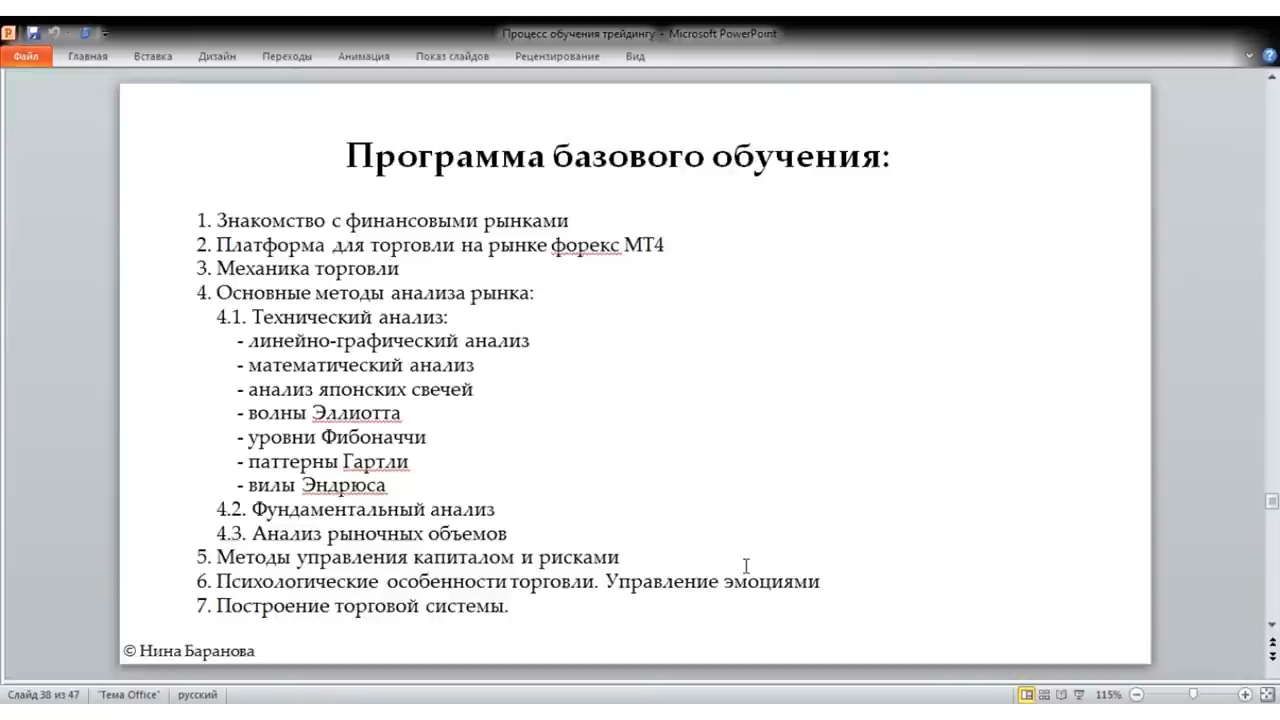 Процесс обучения трейдингу - Microsoft PowerPoint
Файл Главная Вставка Дизайн Переходы Анимация Показ слайдов Рецензирование Вид
Программа базового обучения:
1. Знакомство с финансовыми рынками
2. Платформа для торговли на рынке форекс МТ4
3. Механика торговли
4. Основные методы анализа рынка:
4.1. Технический анализ:
- линейно-графический анализ
- математический анализ
- анализ японских свечей
- волны Эллиотта
- уровни Фибоначчи
- паттерны Гартли
- вилы Эндрюса
4.2. Фундаментальный анализ
4.3. Анализ рыночных объемов
5. Методы управления капиталом и рисками
6. Психологические особенности торговли. Управление эмоциями
7. Построение торговой системы.
© Нина Баранова
Слайд 38 из 47 "Тема Office" русский 115%